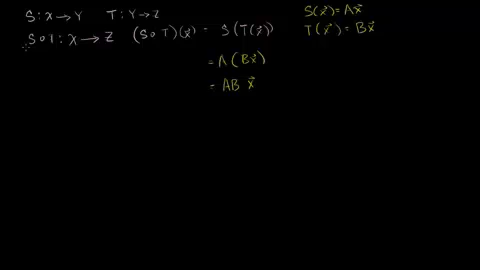 S : X → Y T : Y → Z S(x⃗) = Ax⃗
S ∘ T : X → Z (S ∘ T)(x⃗) = S(T(x⃗)) T(x⃗) = Bx⃗
= A(Bx⃗)
= AB x⃗